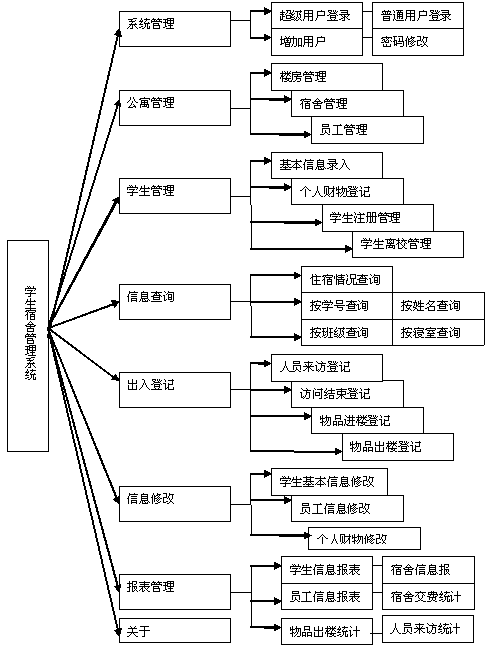 学生宿舍管理系统
系统管理
超级用户登录
普通用户登录
增加用户
密码修改
公寓管理
楼房管理
宿舍管理
员工管理
学生管理
基本信息录入
个人财物登记
学生注册管理
学生离校管理
信息查询
住宿情况查询
按学号查询
按姓名查询
按班级查询
按寝室查询
出入登记
人员来访登记
访问结束登记
物品进楼登记
物品出楼登记
信息修改
学生基本信息修改
员工信息修改
个人财物修改
报表管理
学生信息报表
宿舍信息报
员工信息报表
宿舍交费统计
物品出楼统计
人员来访统计
关于